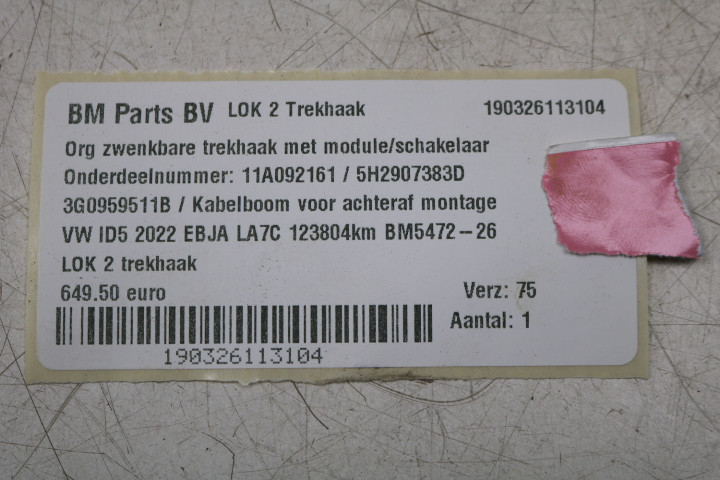 BM Parts BV LOK 2 Trekhaak 190326113104
Org zwenkbare trekhaak met module/schakelaar
Onderdeelnummer: 11A092161 / 5H2907383D
3G0959511B / Kabelboom voor achteraf montage
VW ID5 2022 EBJA LA7C 123804km BM5472-26
LOK 2 trekhaak
649.50 euro Verz: 75
Aantal: 1
190326113104